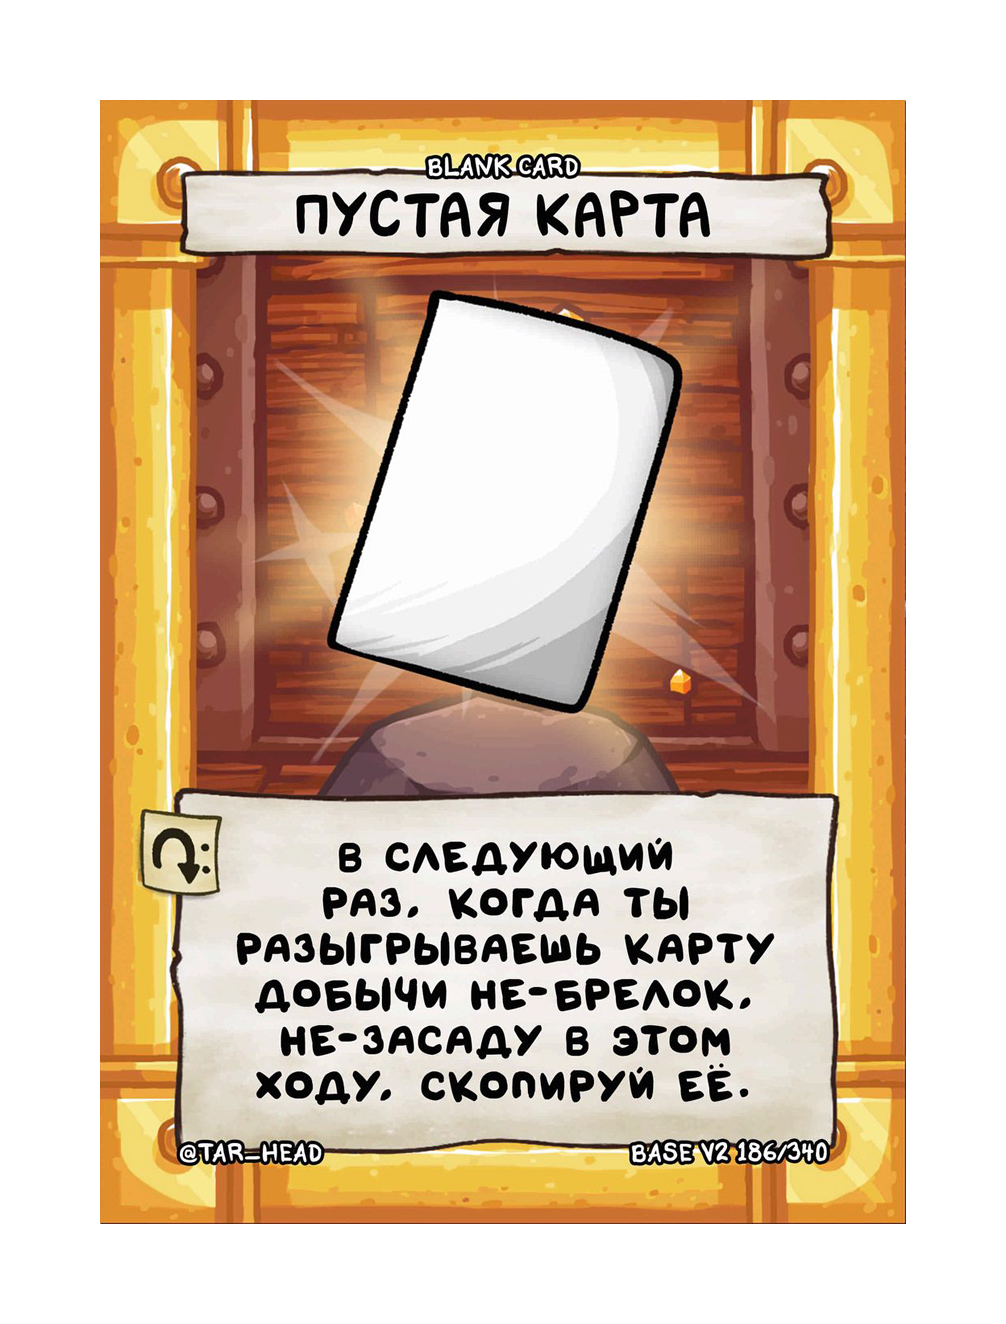 BLANK CARD
ПУСТАЯ КАРТА
В СЛЕДУЮЩИЙ
РАЗ, КОГДА ТЫ
РАЗЫГРЫВАЕШЬ КАРТУ
ДОБЫЧИ НЕ-БРЕЛОК,
НЕ-ЗАСАДУ В ЭТОМ
ХОДУ, СКОПИРУЙ ЕЁ.
@TAR_HEAD
BASE V2 186/340